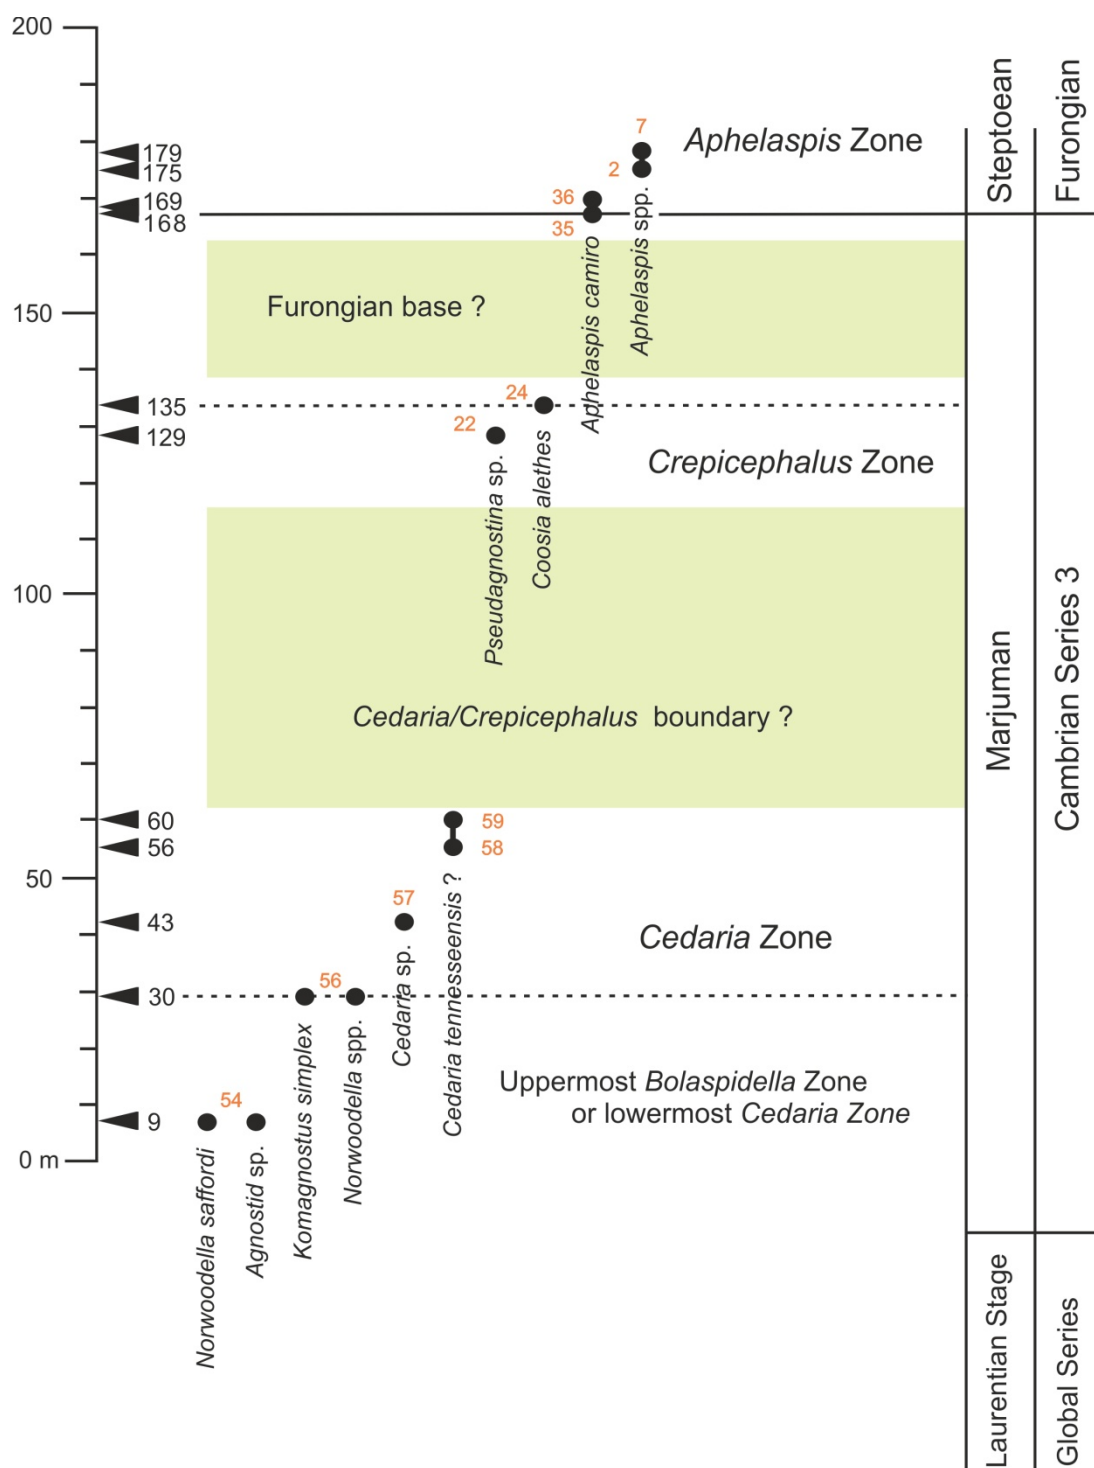 200
150
100
50
0 m
179
175
169
168
135
129
60
56
43
30
9
7
2
36
35
24
22
59
58
57
56
54
Aphelaspis Zone
Furongian base ?
Crepicephalus Zone
Cedaria/Crepicephalus boundary ?
Cedaria Zone
Uppermost Bolaspidella Zone
or lowermost Cedaria Zone
Norwoodella saffordi
Agnostid sp.
Komagnostus simplex
Norwoodella spp.
Cedaria sp.
Cedaria tennesseensis ?
Pseudagnostina sp.
Coosia alethes
Aphelaspis camiro
Aphelaspis spp.
Steptoean
Furongian
Marjuman
Cambrian Series 3
Laurentian Stage
Global Series